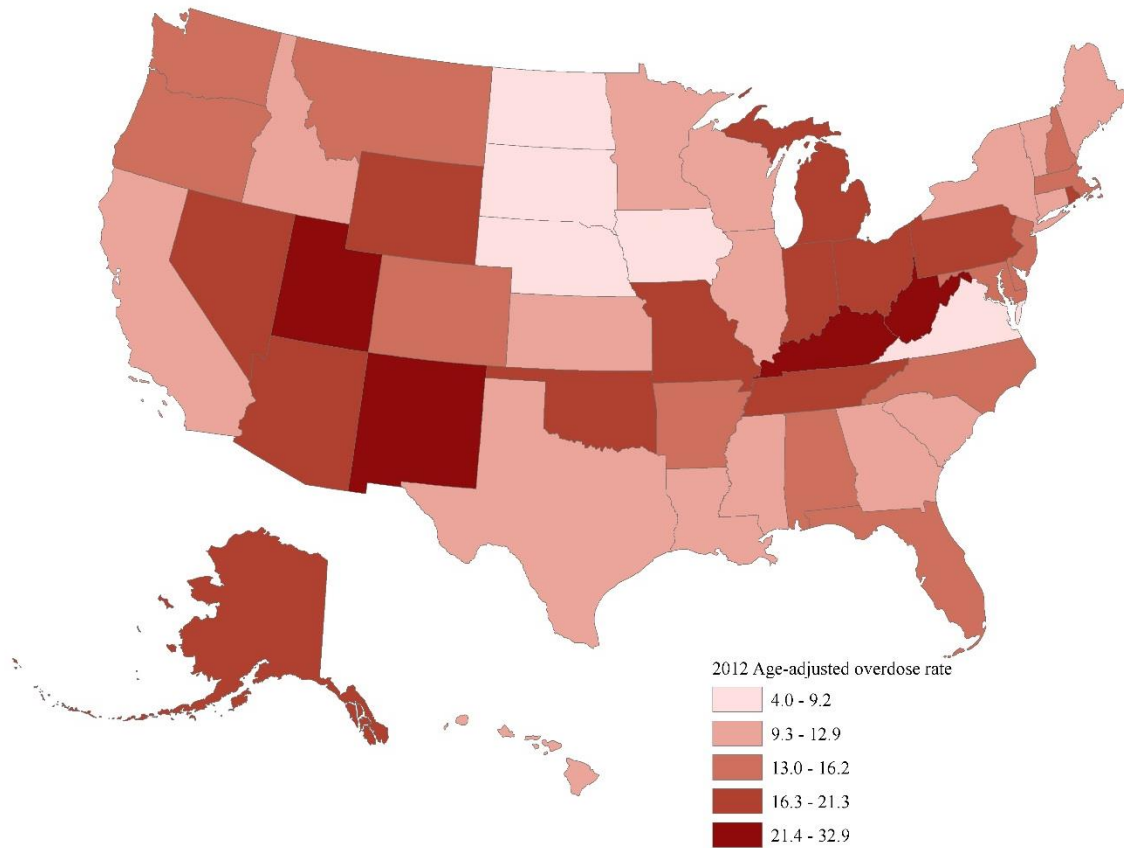 2012 Age-adjusted overdose rate
4.0 - 9.2
9.3 - 12.9
13.0 - 16.2
16.3 - 21.3
21.4 - 32.9